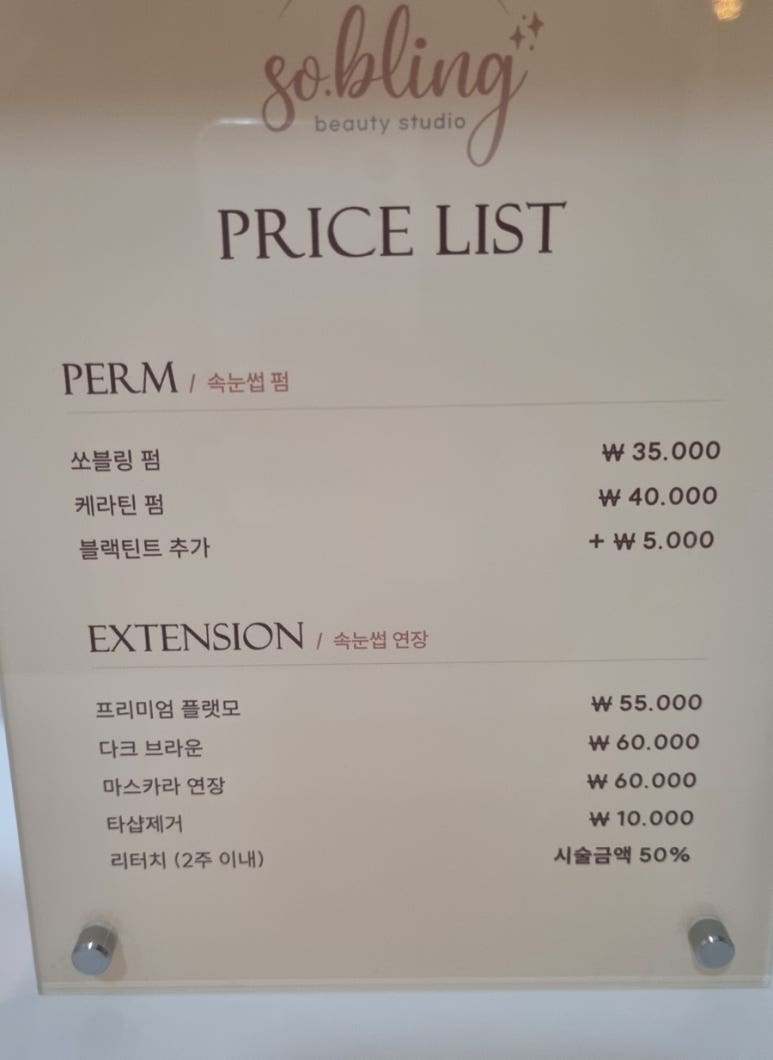 so.bling
beauty studio
PRICE LIST
PERM / 속눈썹 펌
쏘블링 펌 ₩ 35.000
케라틴 펌 ₩ 40.000
블랙틴트 추가 + ₩ 5.000
EXTENSION / 속눈썹 연장
프리미엄 플랫모 ₩ 55.000
다크 브라운 ₩ 60.000
마스카라 연장 ₩ 60.000
타샵제거 ₩ 10.000
리터치 (2주 이내) 시술금액 50%